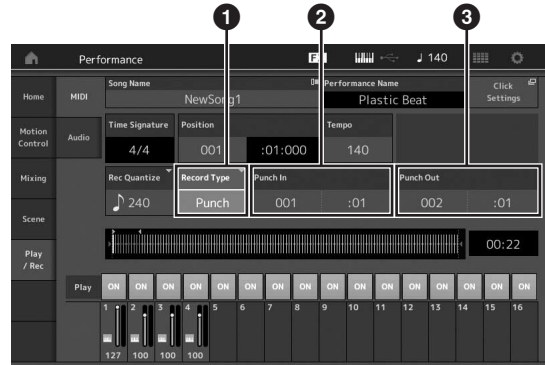 1 2 3
Performance F ♩ 140
Home MIDI Song Name Performance Name Click Settings
NewSong1 Plastic Beat
Motion Control Audio Time Signature Position Tempo
4/4 001 :01:000 140
Mixing Rec Quantize Record Type Punch In Punch Out
♪ 240 Punch 001 :01 002 :01
Scene
Play / Rec 00:22
Play ON ON ON ON ON ON ON ON ON ON ON ON ON ON ON ON
1 2 3 4 5 6 7 8 9 10 11 12 13 14 15 16
127 100 100 100